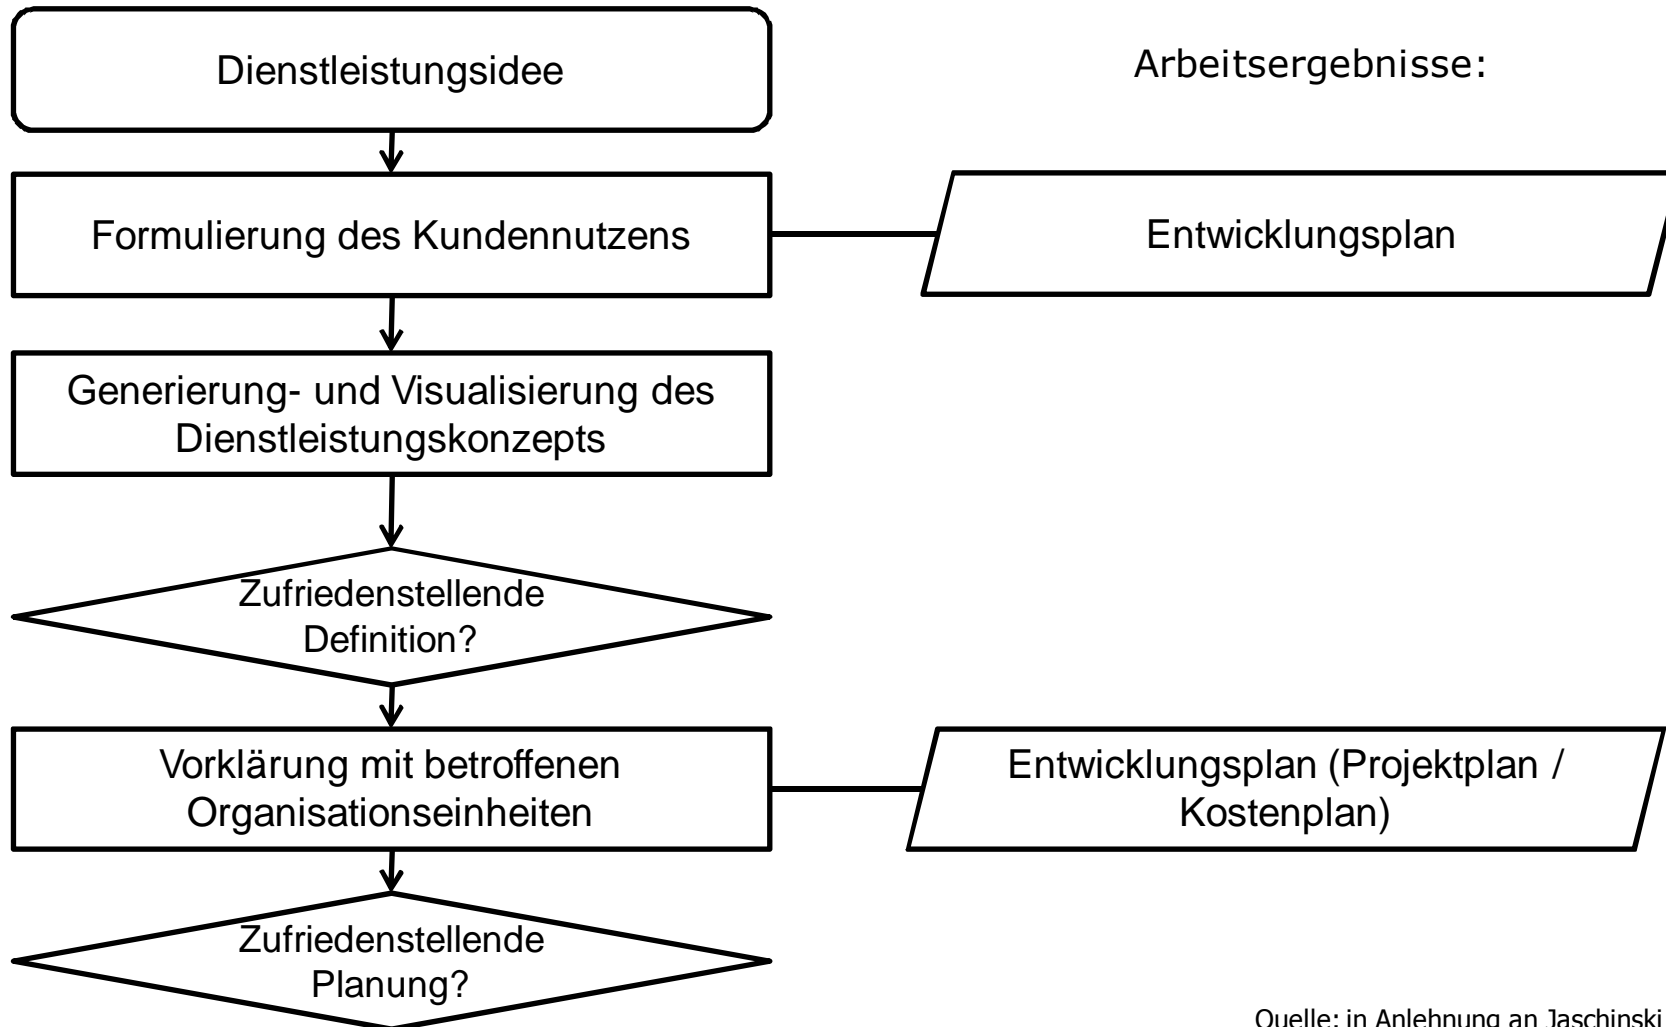 Dienstleistungsidee
Arbeitsergebnisse:
Formulierung des Kundennutzens
Entwicklungsplan
Generierung- und Visualisierung des
Dienstleistungskonzepts
Zufriedenstellende
Definition?
Vorklärung mit betroffenen
Organisationseinheiten
Entwicklungsplan (Projektplan /
Kostenplan)
Zufriedenstellende
Planung?
Quelle: in Anlehnung an Jaschinski